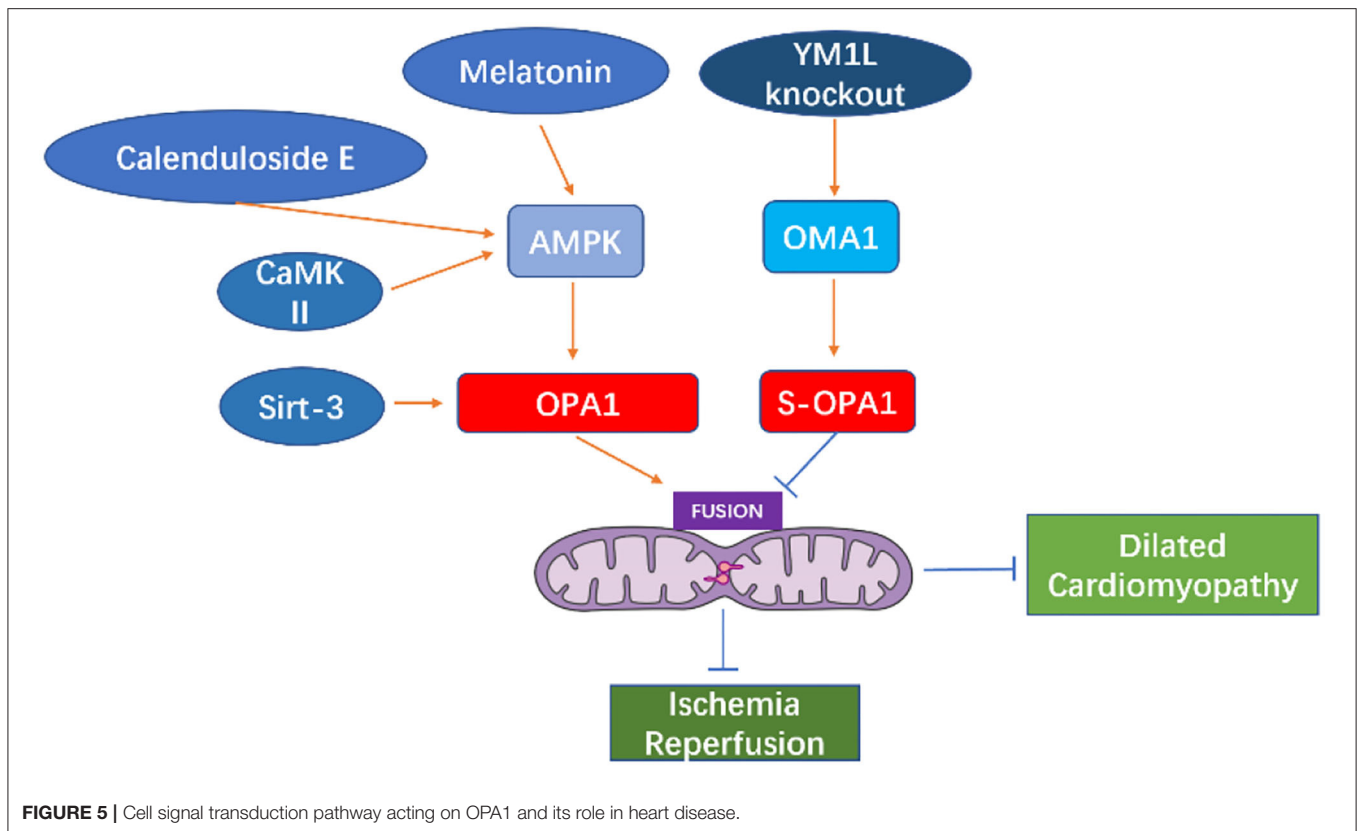 Melatonin
YM1L
knockout
Calenduloside E
AMPK
OMA1
CaMK
II
Sirt-3
OPA1
S-OPA1
FUSION
Dilated
Cardiomyopathy
Ischemia
Reperfusion
FIGURE 5 | Cell signal transduction pathway acting on OPA1 and its role in heart disease.